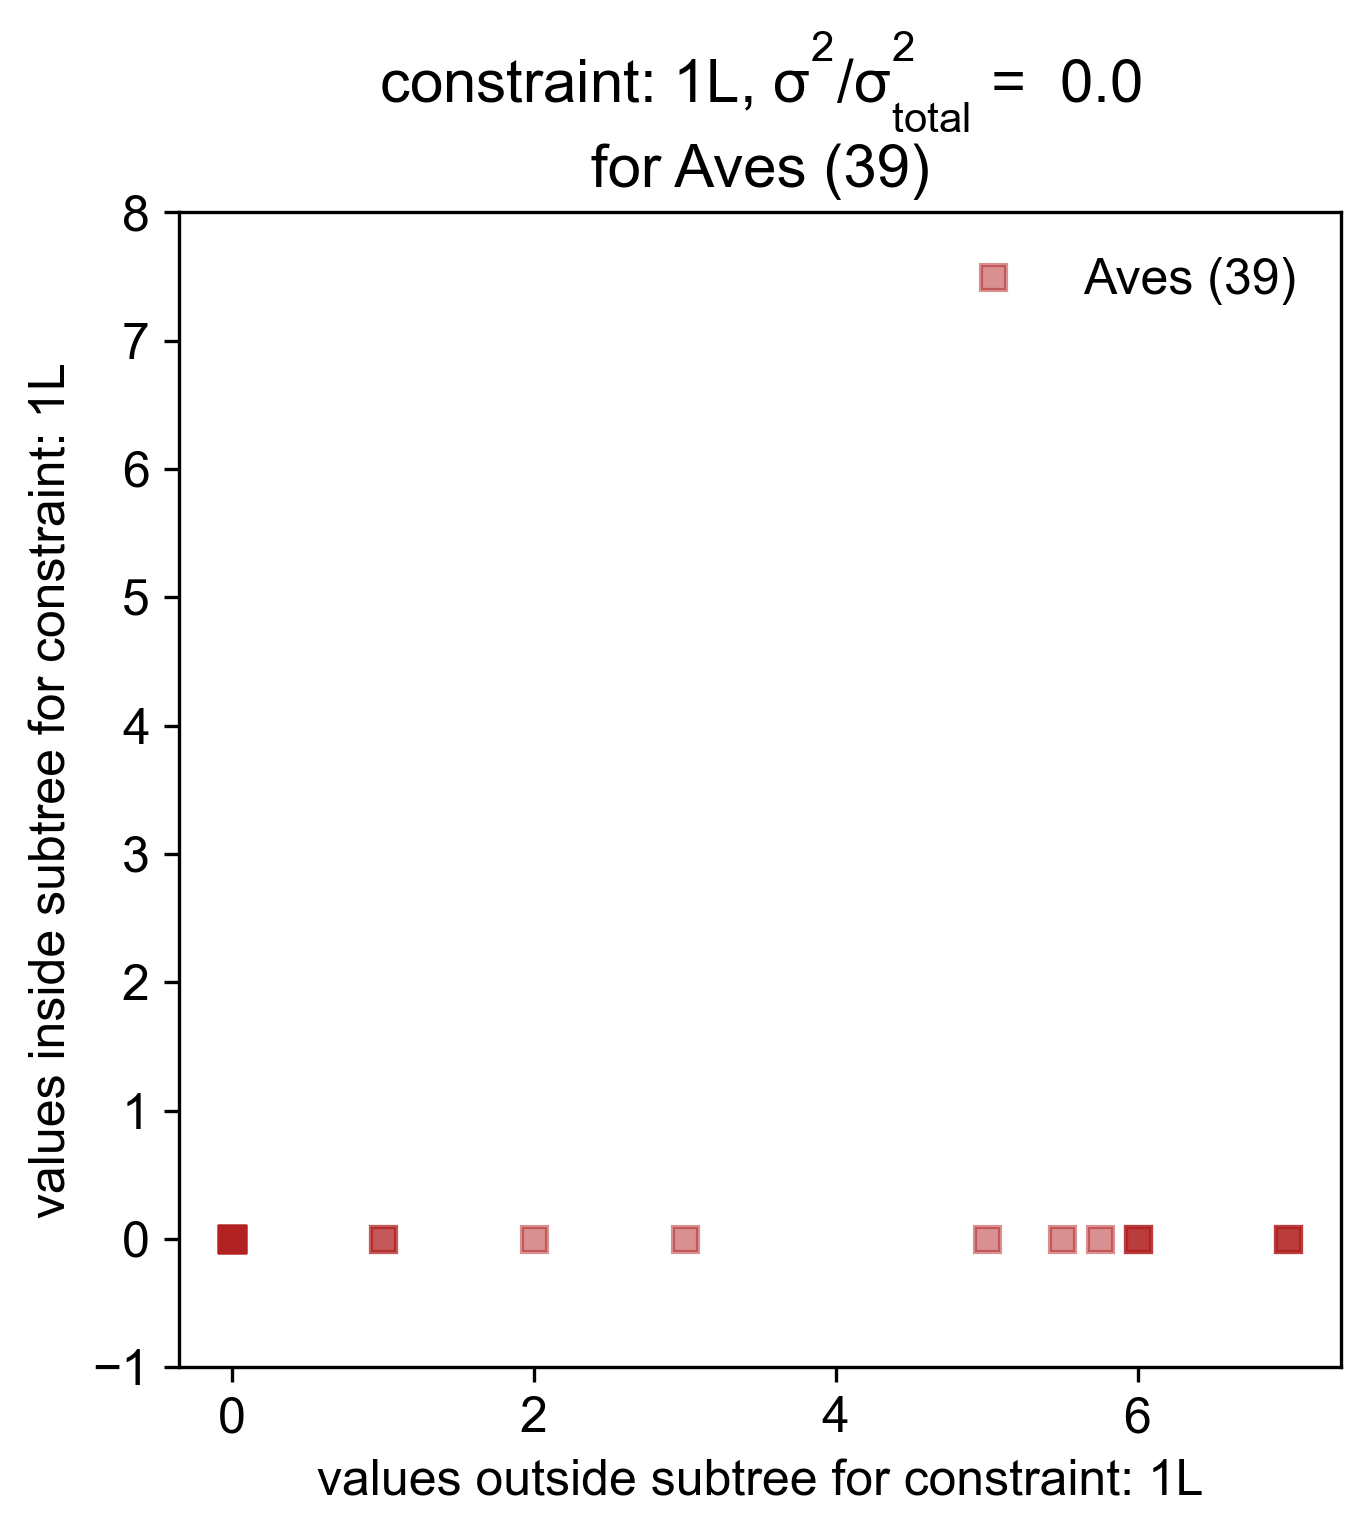 constraint: 1L, σ²/σ²total = 0.0
for Aves (39)
Aves (39)
values inside subtree for constraint: 1L
8
7
6
5
4
3
2
1
0
−1
0 2 4 6
values outside subtree for constraint: 1L